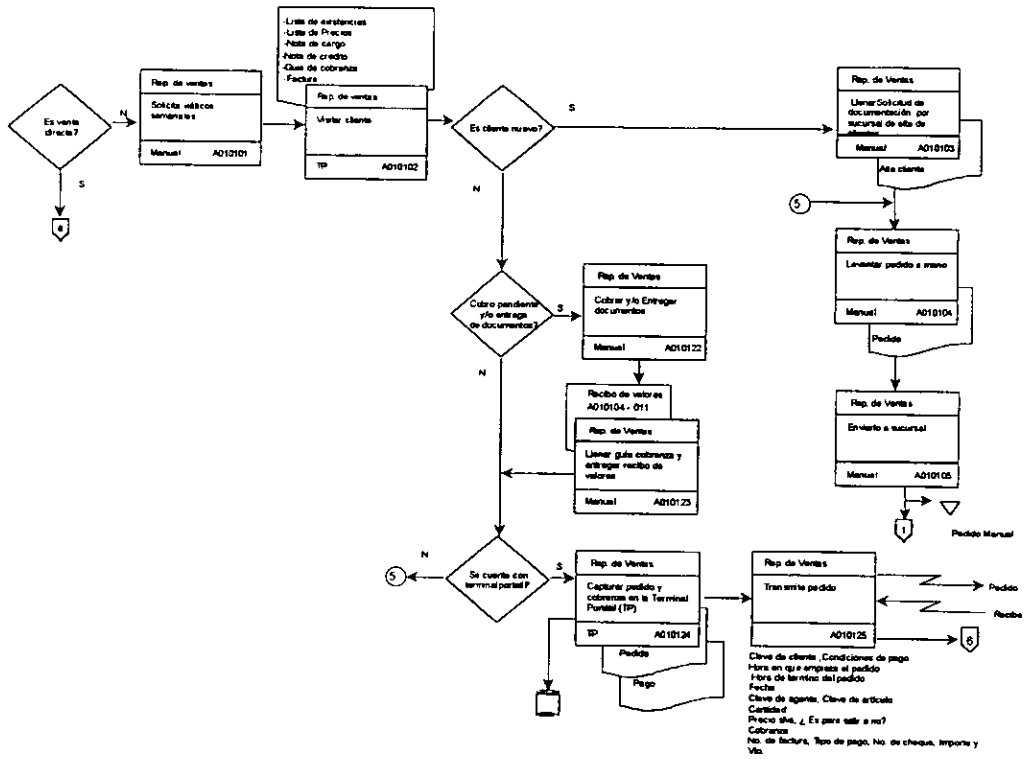 -Lista de existencias
-Lista de Precios
-Nota de cargo
-Nota de credito
-Guia de cobranza
-Factura
Es venta
directa?
N
S
Rep. de ventas
Solicita viáticos
semanales
Manual A010101
Rep. de ventas
Visitar cliente
TP A010102
Es cliente nuevo?
S
N
Rep. de Ventas
Llenar Solicitud de
documentación por
sucursal de alta de
clientes
Manual A010103
Alta cliente
5
Rep. de Ventas
Levantar pedido a mano
Manual A010104
Pedido
Rep. de Ventas
Enviarlo a sucursal
Manual A010105
1
Pedido Manual
Cobro pendiente
y/o entrega
de documentos?
S
N
Rep. de Ventas
Cobrar y/o Entregar
documentos
Manual A010122
Recibo de valores
A010104 - 011
Rep. de Ventas
Llenar guía cobranza y
entregar recibo de
valores
Manual A010123
Se cuenta con
terminal portatil?
N
5
S
Rep. de Ventas
Capturar pedido y
cobranza en la Terminal
Portatil (TP)
TP A010124
Pedido
Pago
Rep. de Ventas
Transmite pedido
A010125
Pedido
Recibo
6
Clave de cliente, Condiciones de pago
Hora en que empieza el pedido
Hora de termino del pedido
Fecha
Clave de agente, Clave de artículo
Cantidad
Precio s/iva, ¿ Es para salir o no?
Cobranza
No. de factura, Tipo de pago, No. de cheque, Importe y
Vto.